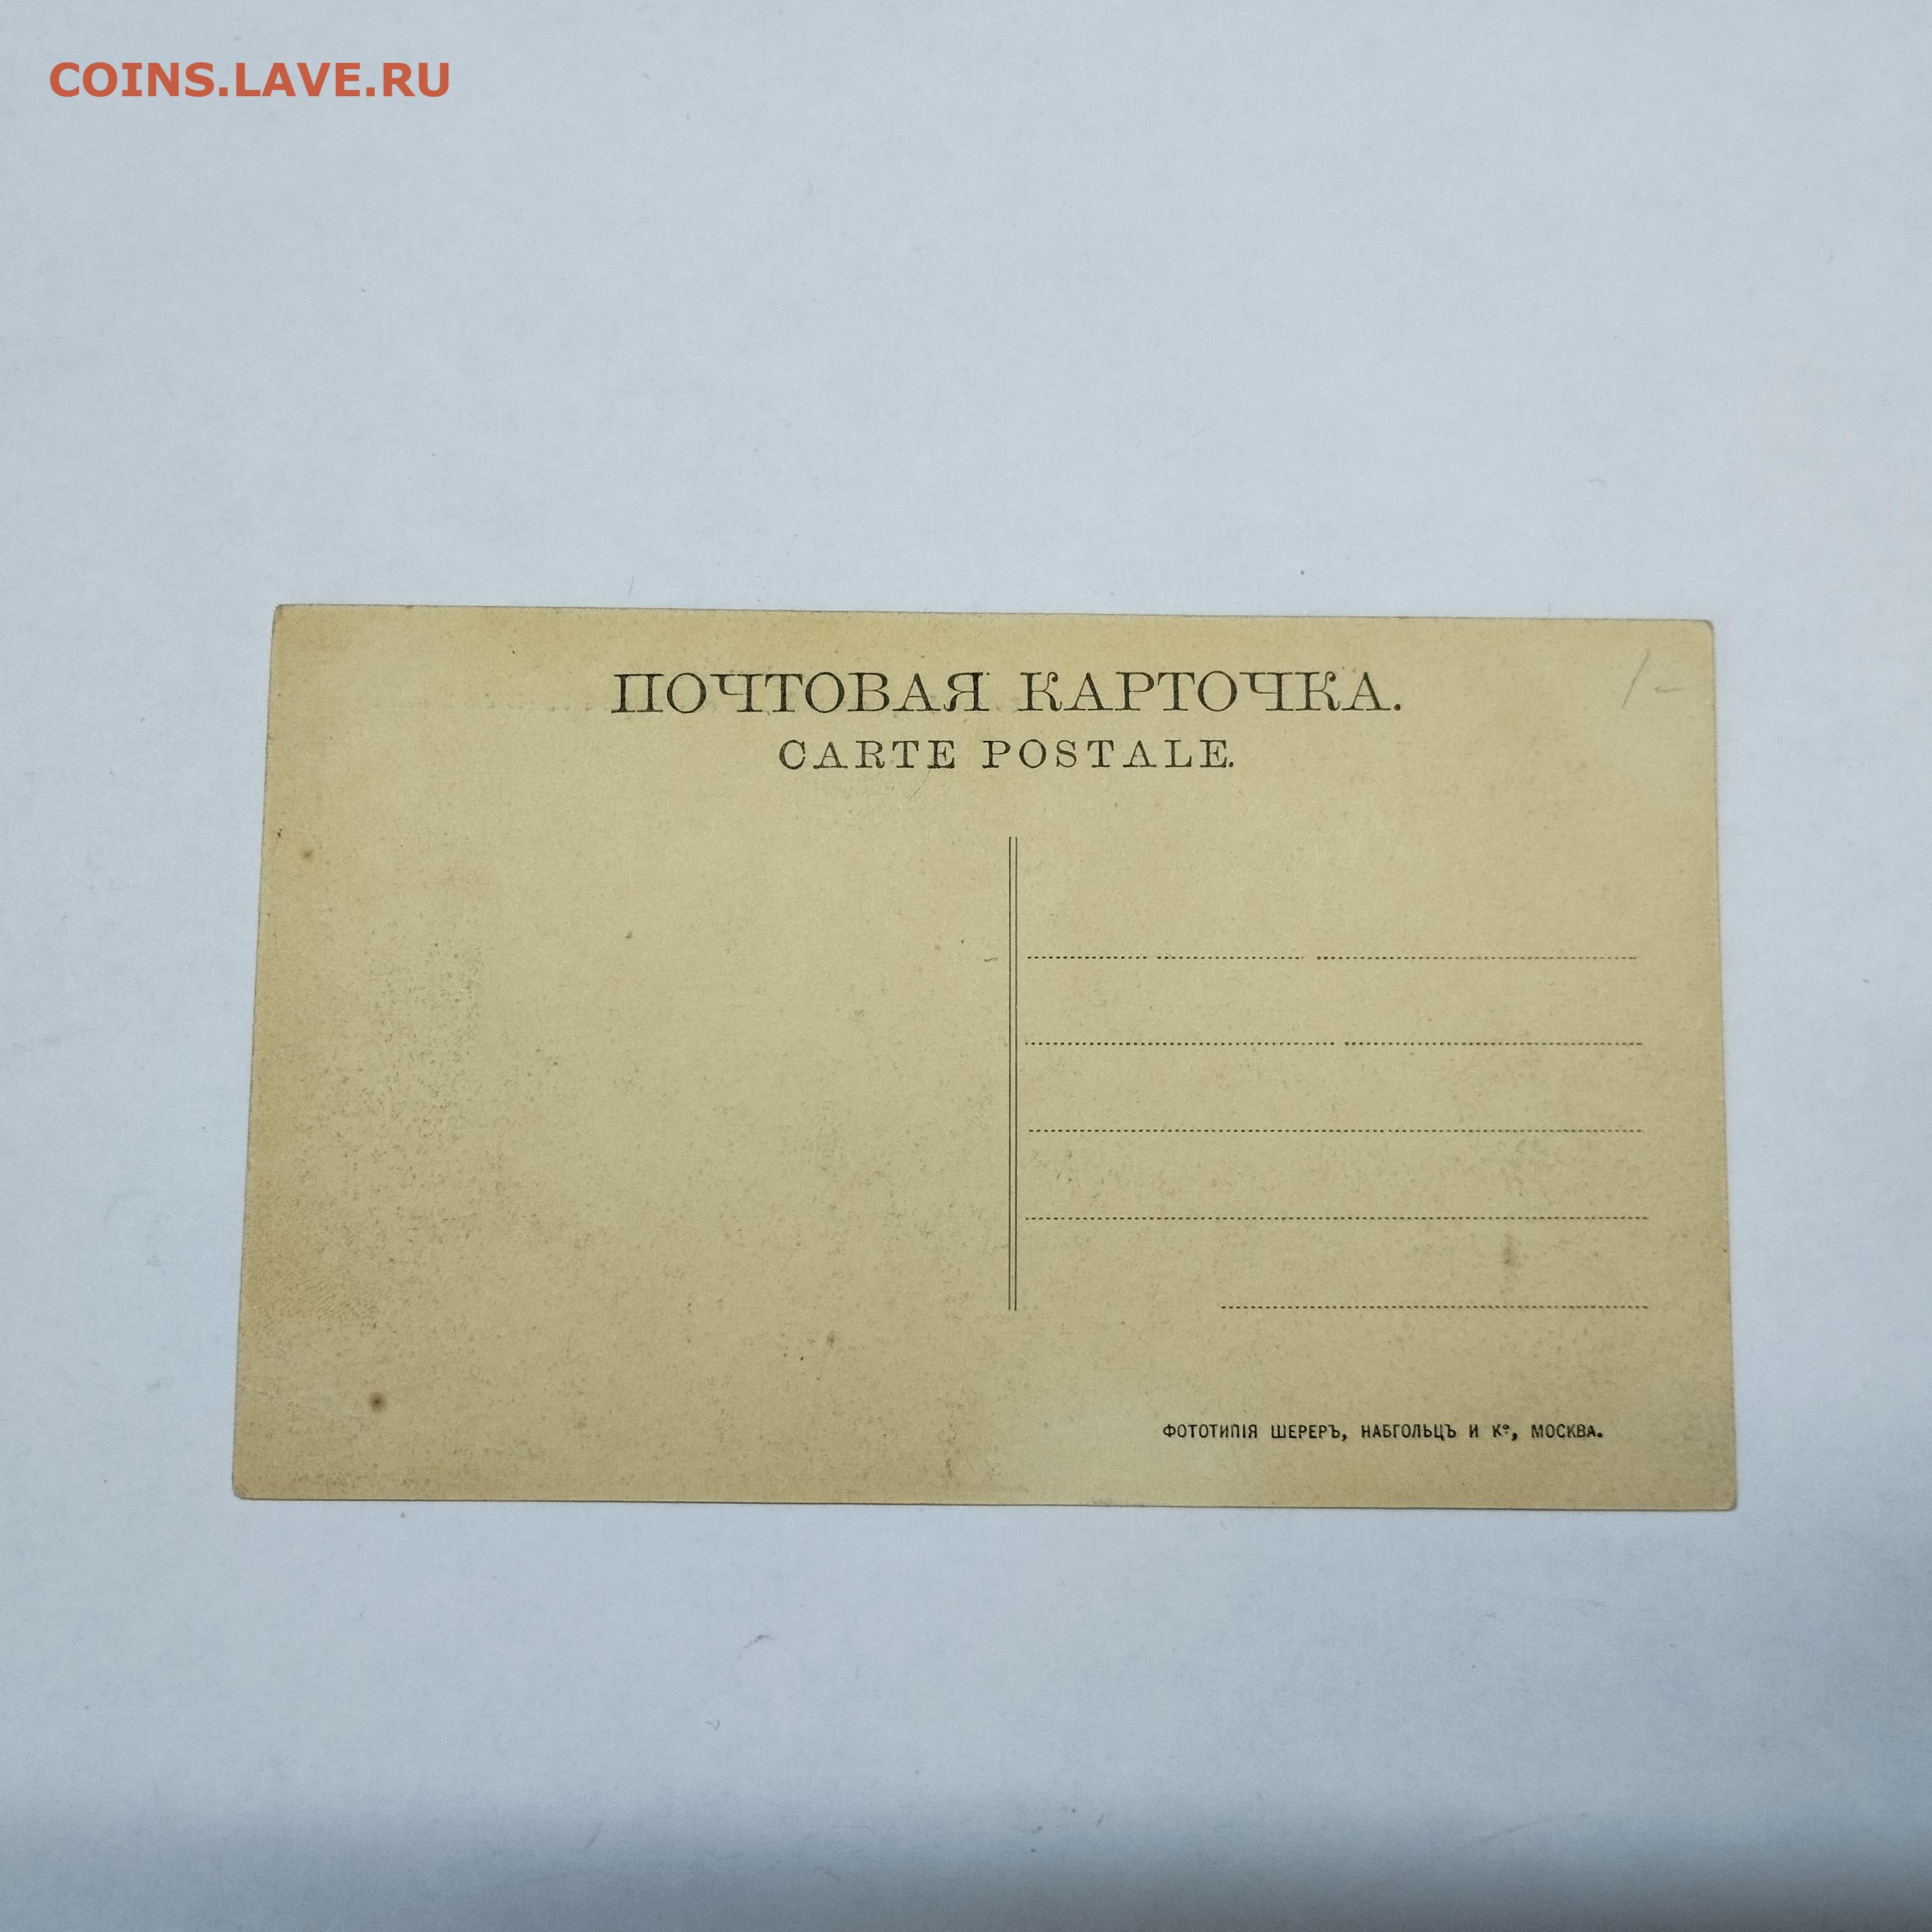 COINS.LAVE.RU
ПОЧТОВАЯ КАРТОЧКА.
CARTE POSTALE.
ФОТОТИПІЯ ШЕРЕРЪ, НАБГОЛЬЦЪ И Кº, МОСКВА.